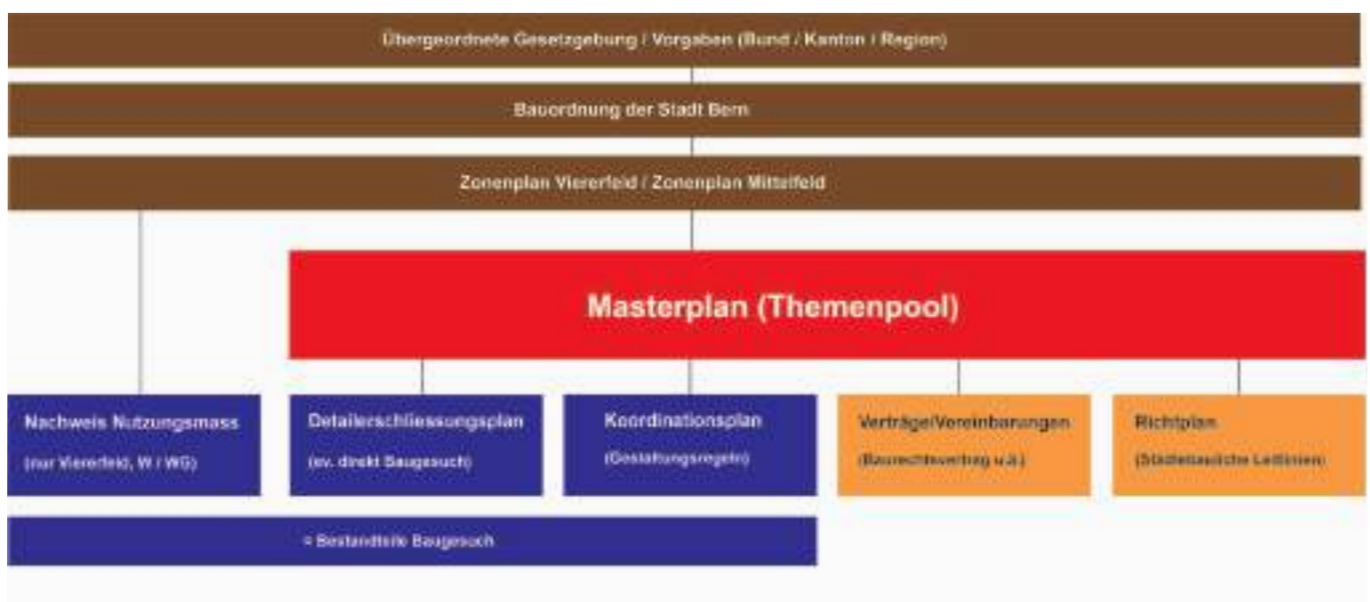 Übergeordnete Gesetzgebung / Vorgaben (Bund / Kanton / Region)
Bauordnung der Stadt Bern
Zonenplan Viererfeld / Zonenplan Mittelfeld
Masterplan (Themenpool)
Nachweis Nutzungsmass
(nur Viererfeld, W / WG)
Detailerschliessungsplan
(ev. direkt Baugesuch)
Koordinationsplan
(Gestaltungsregeln)
Verträge/Vereinbarungen
(Baurechtsvertrag u.ä.)
Richtplan
(Städtebauliche Leitlinien)
= Bestandteile Baugesuch